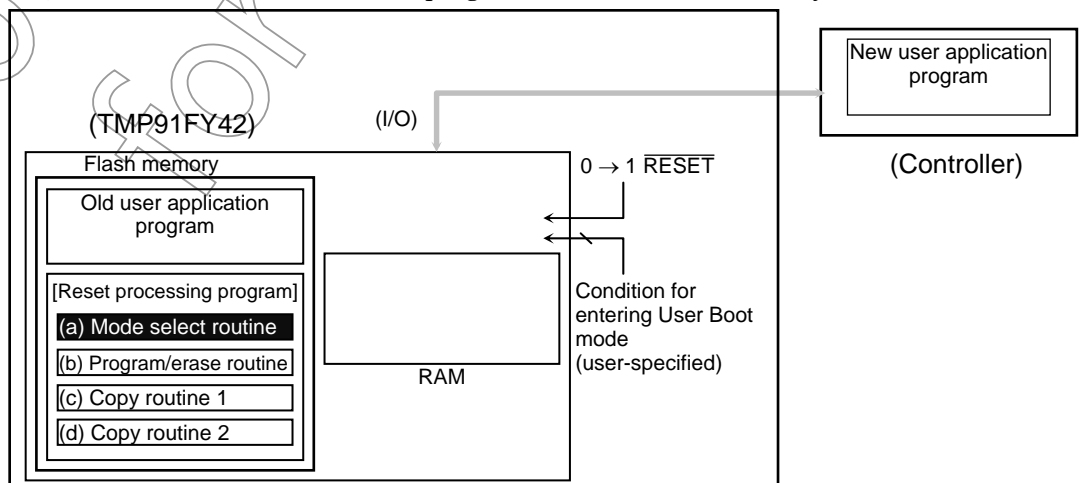 New user application
program
(Controller)
(TMP91FY42)
(I/O)
Flash memory
Old user application
program
[Reset processing program]
(a) Mode select routine
(b) Program/erase routine
(c) Copy routine 1
(d) Copy routine 2
RAM
0 → 1 RESET
Condition for
entering User Boot
mode
(user-specified)